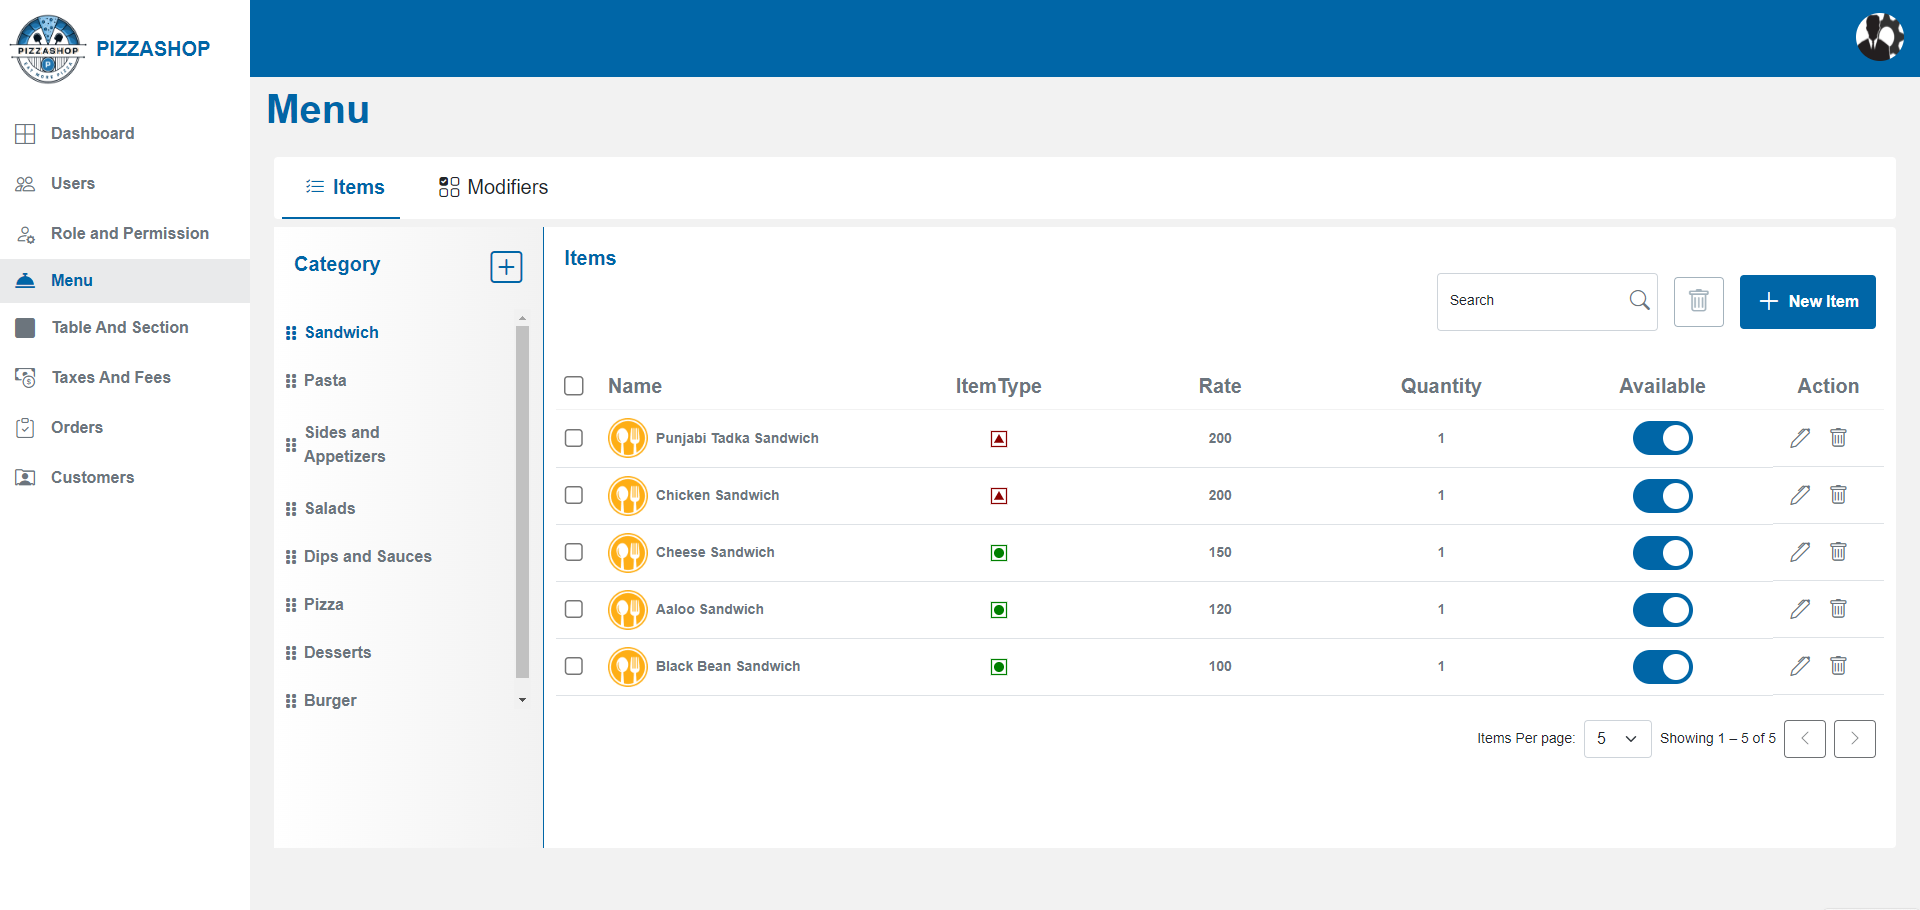 PIZZASHOP
EAT MORE PIZZA
PIZZASHOP
Dashboard
Users
Role and Permission
Menu
Table And Section
Taxes And Fees
Orders
Customers
Menu
Items
Modifiers
Category
Sandwich
Pasta
Sides and
Appetizers
Salads
Dips and Sauces
Pizza
Desserts
Burger
Items
Search
New Item
Name ItemType Rate Quantity Available Action
Punjabi Tadka Sandwich 200 1
Chicken Sandwich 200 1
Cheese Sandwich 150 1
Aaloo Sandwich 120 1
Black Bean Sandwich 100 1
Items Per page: 5 Showing 1 – 5 of 5